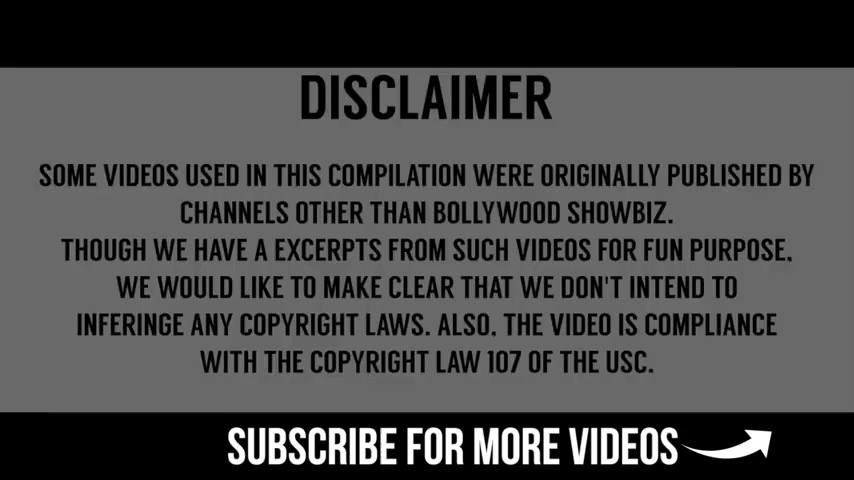 DISCLAIMER
SOME VIDEOS USED IN THIS COMPILATION WERE ORIGINALLY PUBLISHED BY
CHANNELS OTHER THAN BOLLYWOOD SHOWBIZ.
THOUGH WE HAVE A EXCERPTS FROM SUCH VIDEOS FOR FUN PURPOSE,
WE WOULD LIKE TO MAKE CLEAR THAT WE DON'T INTEND TO
INFERINGE ANY COPYRIGHT LAWS. ALSO, THE VIDEO IS COMPLIANCE
WITH THE COPYRIGHT LAW 107 OF THE USC.
SUBSCRIBE FOR MORE VIDEOS